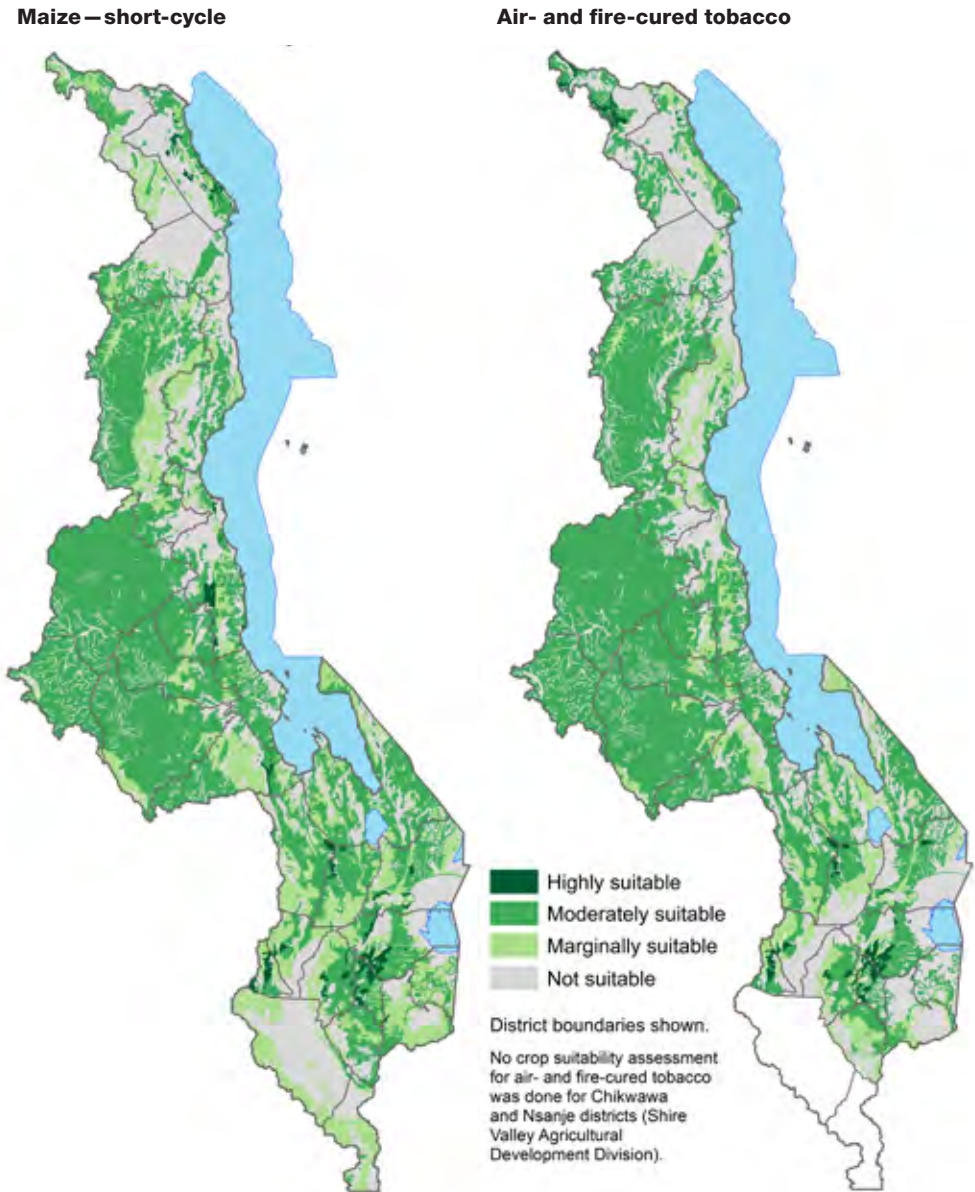 Maize—short-cycle
Air- and fire-cured tobacco
Highly suitable
Moderately suitable
Marginally suitable
Not suitable
District boundaries shown.
No crop suitability assessment
for air- and fire-cured tobacco
was done for Chikwawa
and Nsanje districts (Shire
Valley Agricultural
Development Division).